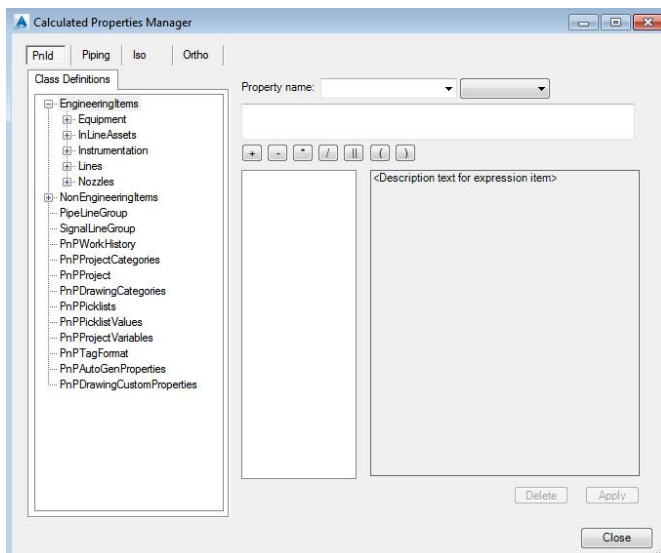 Calculated Properties Manager
PnId Piping Iso Ortho
Class Definitions
Property name:
EngineeringItems
Equipment
InLineAssets
Instrumentation
Lines
Nozzles
NonEngineeringItems
PipeLineGroup
SignalLineGroup
PnPWorkHistory
PnPProjectCategories
PnPProject
PnPDrawingCategories
PnPPicklists
PnPPicklistValues
PnPProjectVariables
PnPTagFormat
PnPAutoGenProperties
PnPDrawingCustomProperties
+ - * / || ( )
<Description text for expression item>
Delete Apply
Close